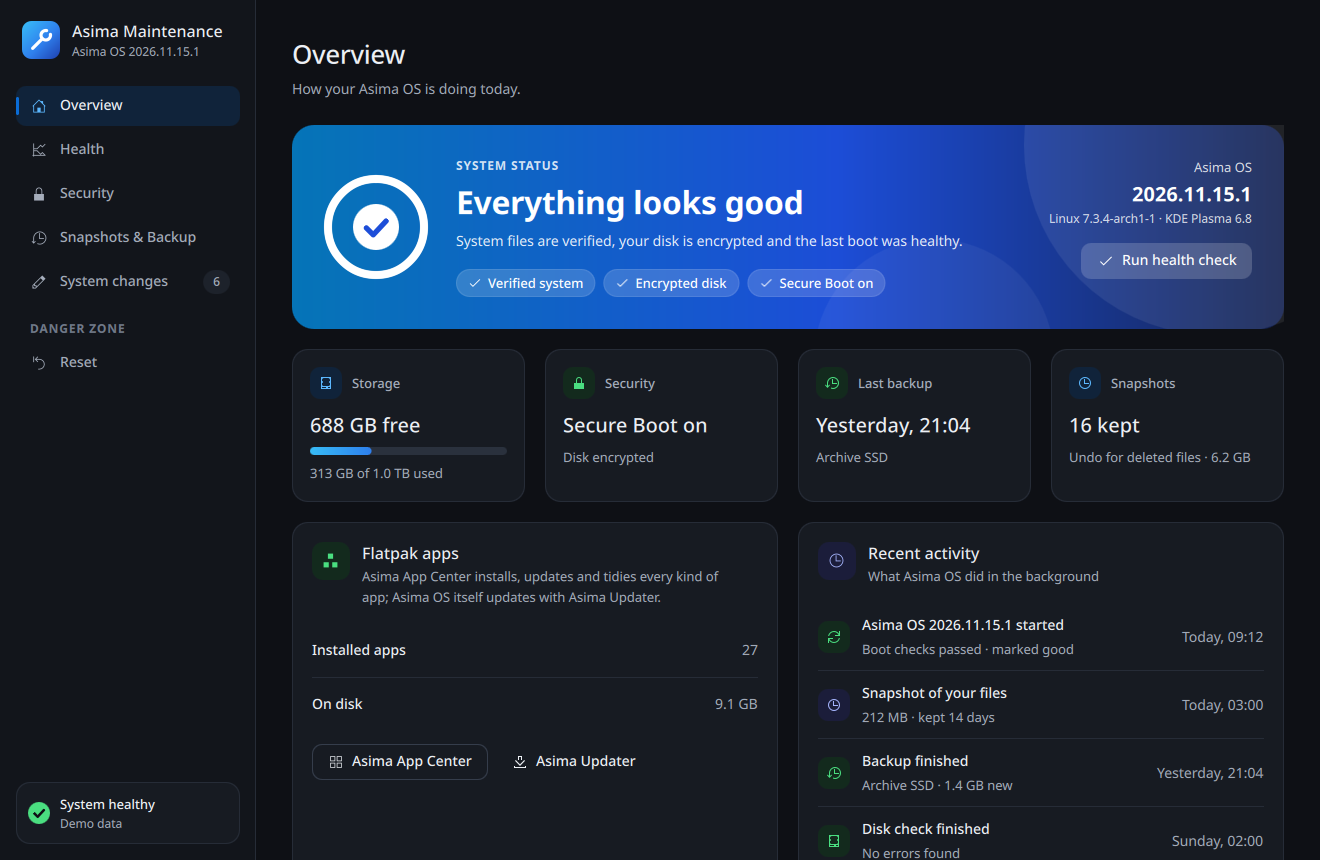 Asima Maintenance
Asima OS 2026.11.15.1
Overview
Health
Security
Snapshots & Backup
System changes
6
DANGER ZONE
Reset
System healthy
Demo data
Overview
How your Asima OS is doing today.
SYSTEM STATUS
Everything looks good
System files are verified, your disk is encrypted and the last boot was healthy.
Verified system
Encrypted disk
Secure Boot on
Asima OS
2026.11.15.1
Linux 7.3.4-arch1-1 · KDE Plasma 6.8
Run health check
Storage
688 GB free
313 GB of 1.0 TB used
Security
Secure Boot on
Disk encrypted
Last backup
Yesterday, 21:04
Archive SSD
Snapshots
16 kept
Undo for deleted files · 6.2 GB
Flatpak apps
Asima App Center installs, updates and tidies every kind of
app; Asima OS itself updates with Asima Updater.
Installed apps
27
On disk
9.1 GB
Asima App Center
Asima Updater
Recent activity
What Asima OS did in the background
Asima OS 2026.11.15.1 started
Boot checks passed · marked good
Today, 09:12
Snapshot of your files
212 MB · kept 14 days
Today, 03:00
Backup finished
Archive SSD · 1.4 GB new
Yesterday, 21:04
Disk check finished
No errors found
Sunday, 02:00